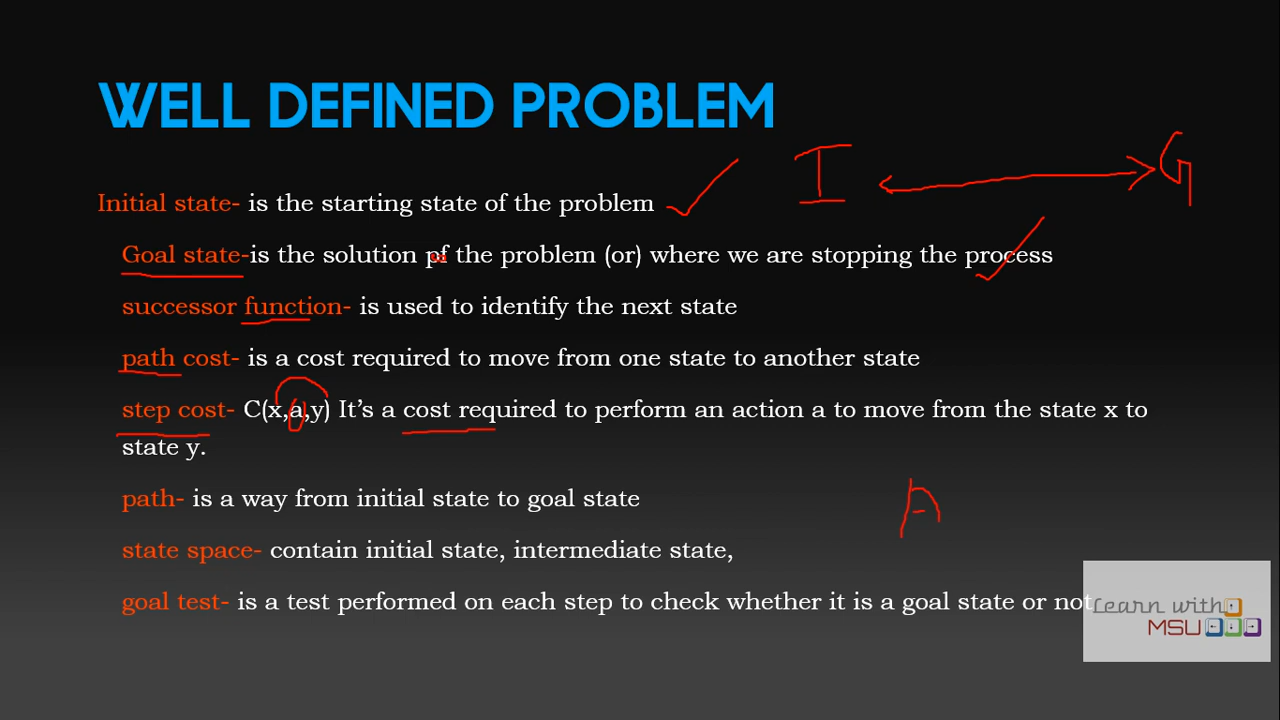 WELL DEFINED PROBLEM
I G
Initial state- is the starting state of the problem
Goal state-is the solution pf the problem (or) where we are stopping the process
successor function- is used to identify the next state
path cost- is a cost required to move from one state to another state
step cost- C(x,a,y) It's a cost required to perform an action a to move from the state x to
state y.
path- is a way from initial state to goal state
A
state space- contain initial state, intermediate state,
goal test- is a test performed on each step to check whether it is a goal state or not
Learn with
MSU